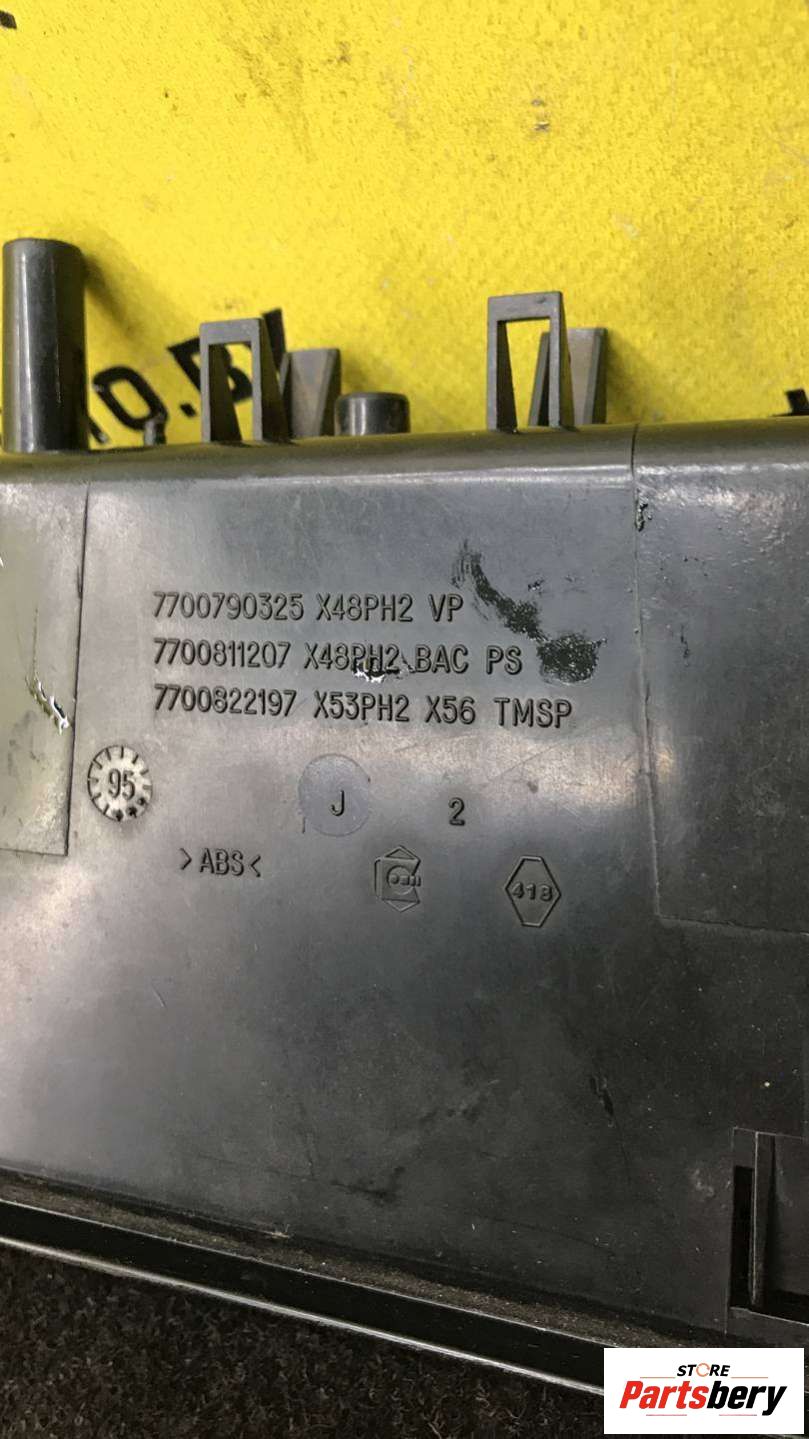 7700790325 X48PH2 VP
7700811207 X48PH2 BAC PS
7700822197 X53PH2 X56 TMSP
95
J 2
>ABS<
418
STORE
Partsbery